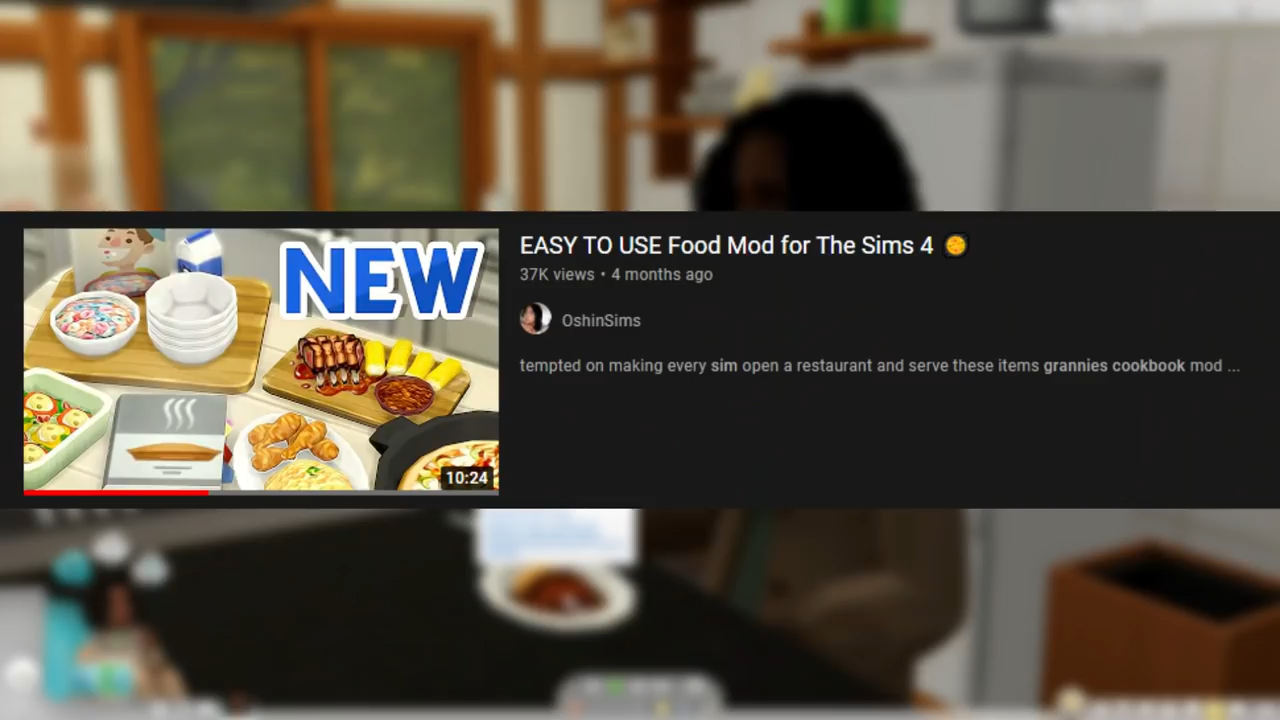 NEW
10:24
EASY TO USE Food Mod for The Sims 4
37K views • 4 months ago
OshinSims
tempted on making every sim open a restaurant and serve these items grannies cookbook mod ...